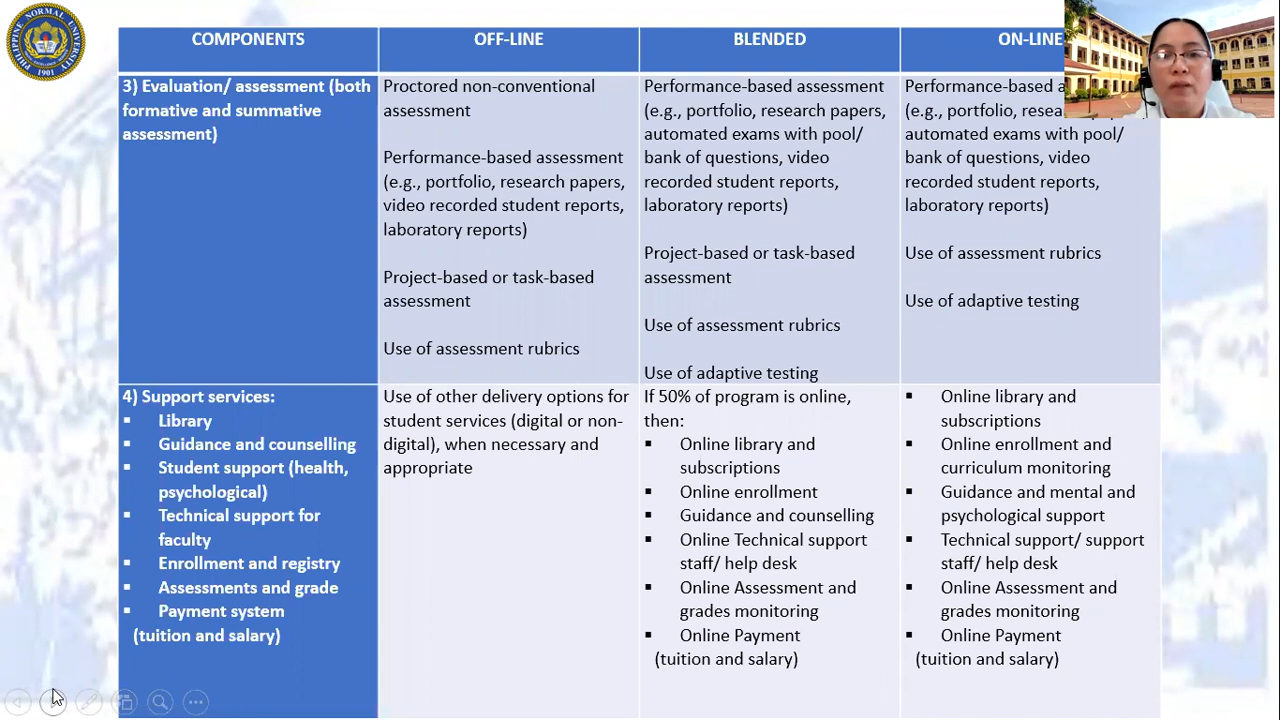 PHILIPPINE NORMAL UNIVERSITY
1901
COMPONENTS
OFF-LINE
BLENDED
ON-LINE
3) Evaluation/ assessment (both
formative and summative
assessment)
Proctored non-conventional
assessment
Performance-based assessment
(e.g., portfolio, research papers,
video recorded student reports,
laboratory reports)
Project-based or task-based
assessment
Use of assessment rubrics
Performance-based assessment
(e.g., portfolio, research papers,
automated exams with pool/
bank of questions, video
recorded student reports,
laboratory reports)
Project-based or task-based
assessment
Use of assessment rubrics
Use of adaptive testing
Performance-based a
(e.g., portfolio, resea
automated exams with pool/
bank of questions, video
recorded student reports,
laboratory reports)
Use of assessment rubrics
Use of adaptive testing
4) Support services:
▪ Library
▪ Guidance and counselling
▪ Student support (health,
psychological)
▪ Technical support for
faculty
▪ Enrollment and registry
▪ Assessments and grade
▪ Payment system
(tuition and salary)
Use of other delivery options for
student services (digital or non-
digital), when necessary and
appropriate
If 50% of program is online,
then:
▪ Online library and
subscriptions
▪ Online enrollment
▪ Guidance and counselling
▪ Online Technical support
staff/ help desk
▪ Online Assessment and
grades monitoring
▪ Online Payment
(tuition and salary)
▪ Online library and
subscriptions
▪ Online enrollment and
curriculum monitoring
▪ Guidance and mental and
psychological support
▪ Technical support/ support
staff/ help desk
▪ Online Assessment and
grades monitoring
▪ Online Payment
(tuition and salary)